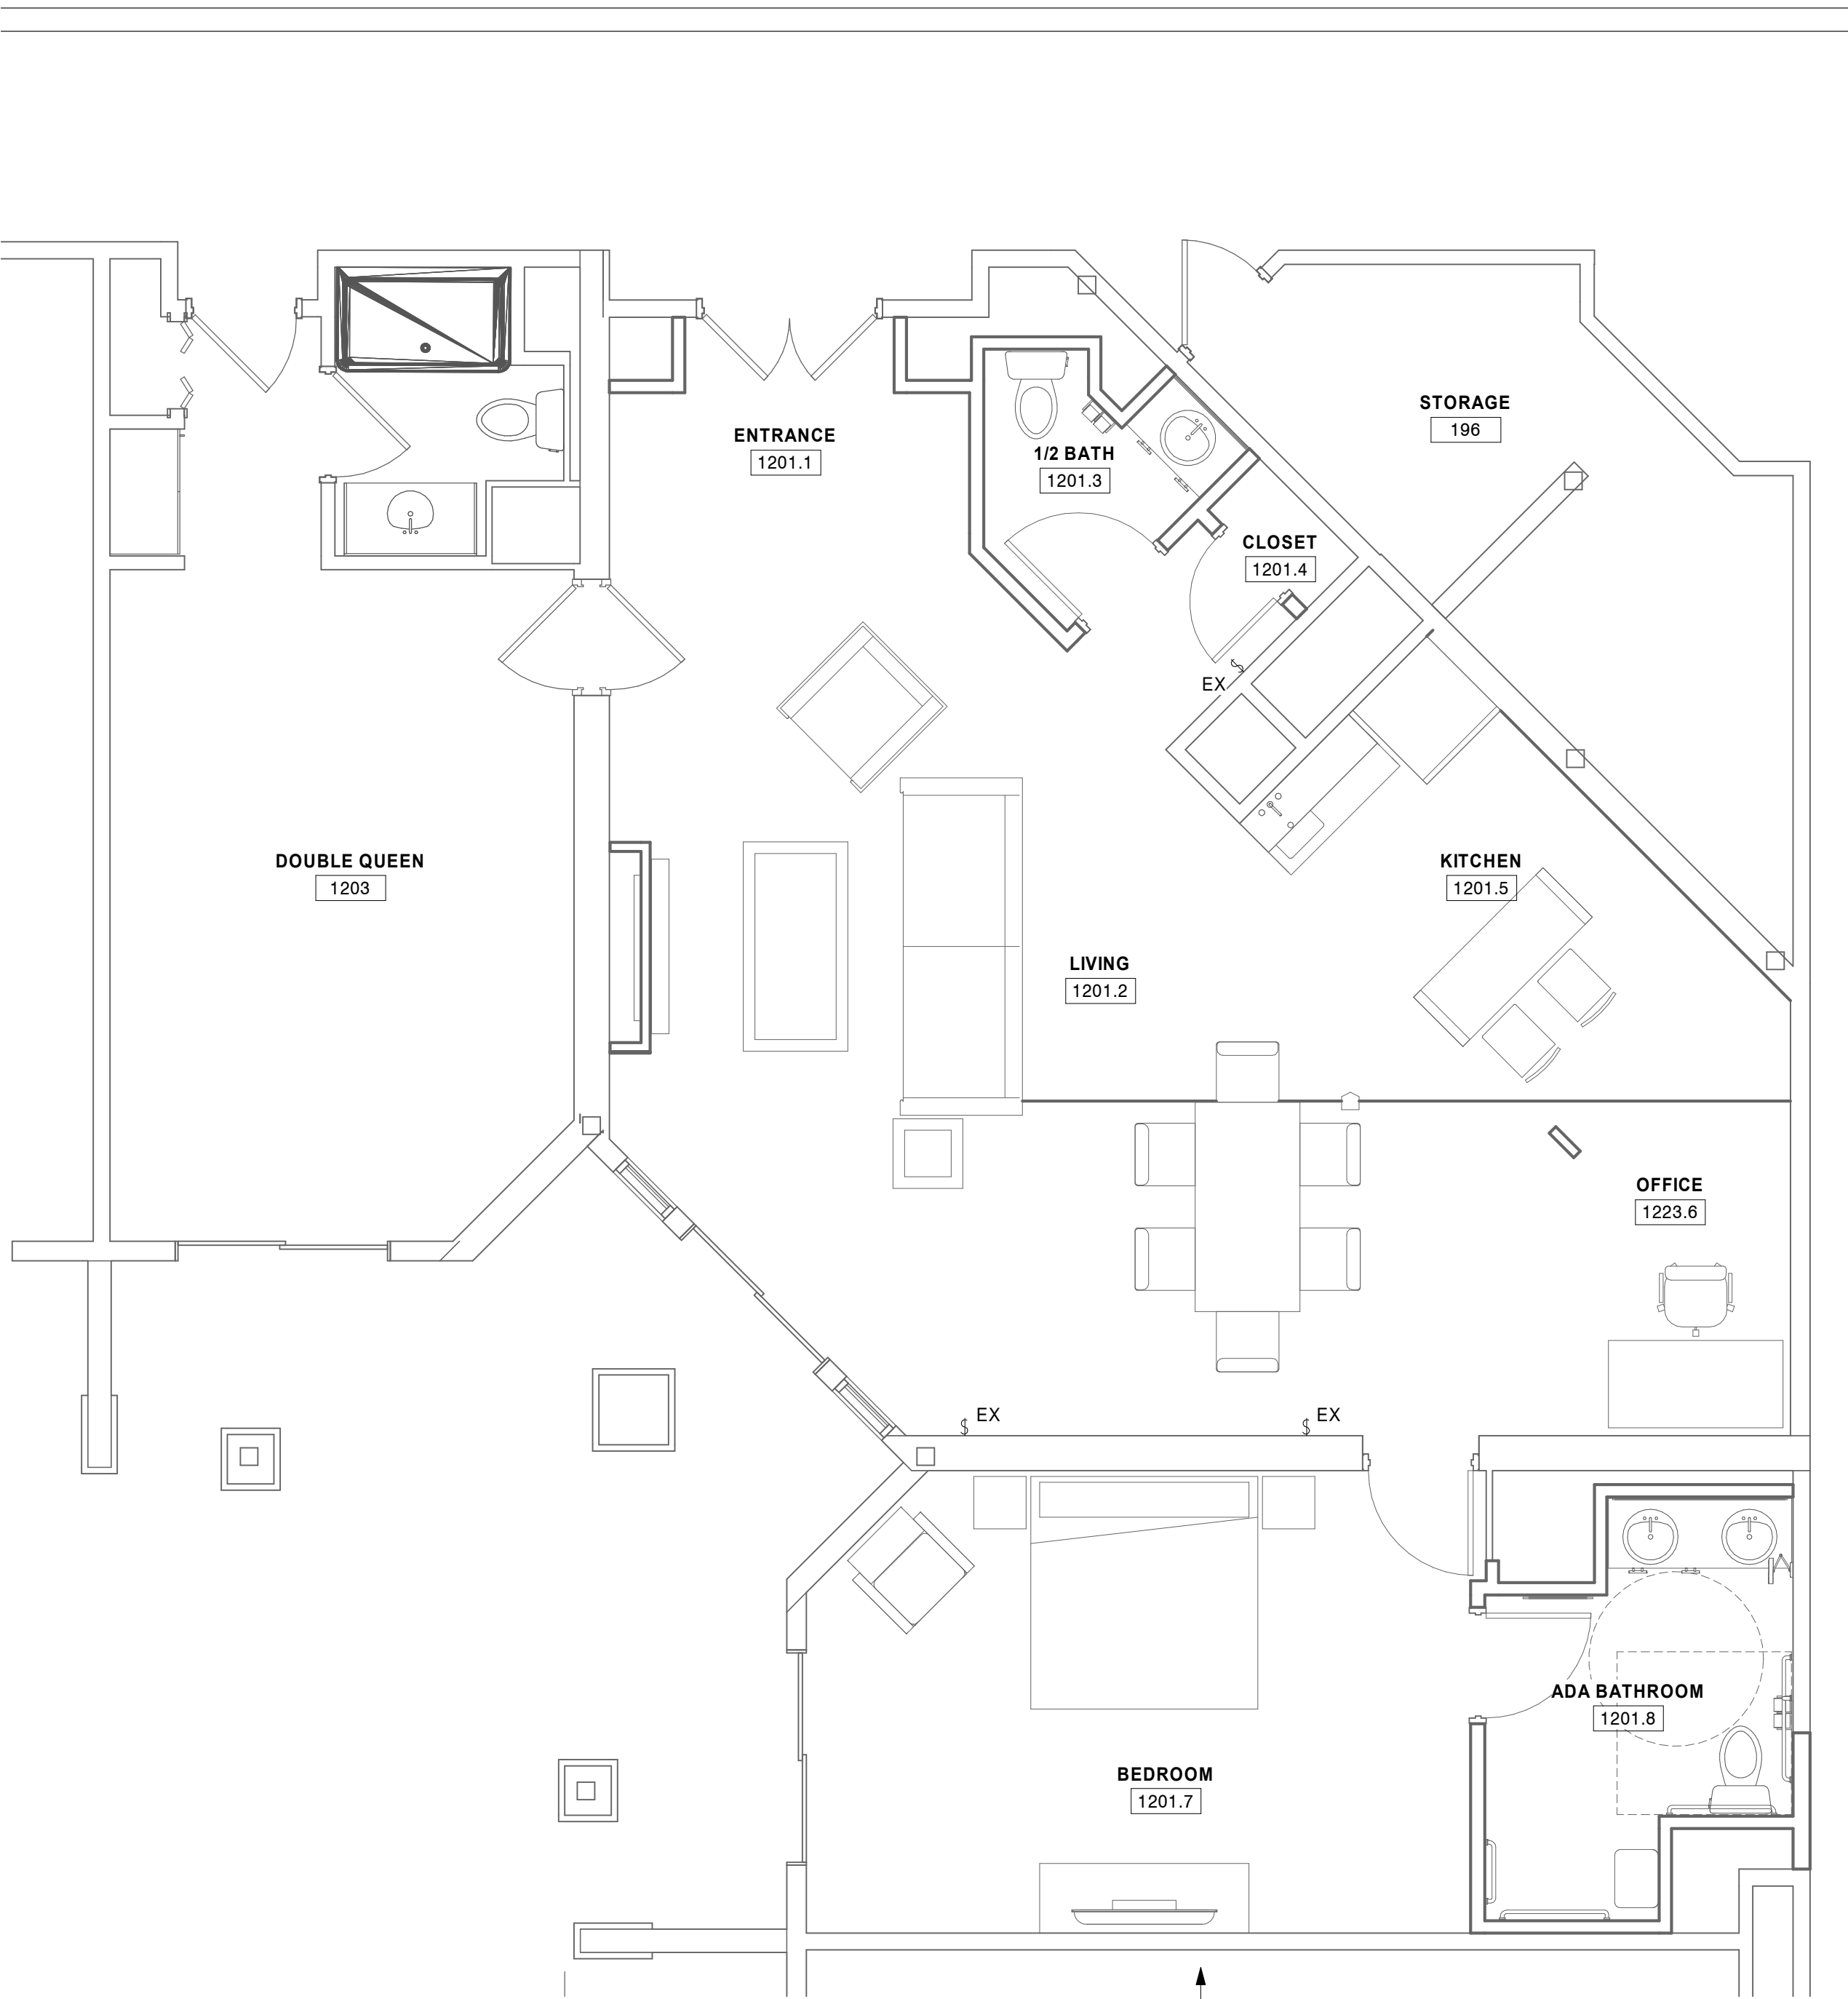 STORAGE
196
ENTRANCE
1201.1
1/2 BATH
1201.3
CLOSET
1201.4
$
EX
DOUBLE QUEEN
1203
KITCHEN
1201.5
LIVING
1201.2
OFFICE
1223.6
$ EX
$ EX
ADA BATHROOM
1201.8
BEDROOM
1201.7